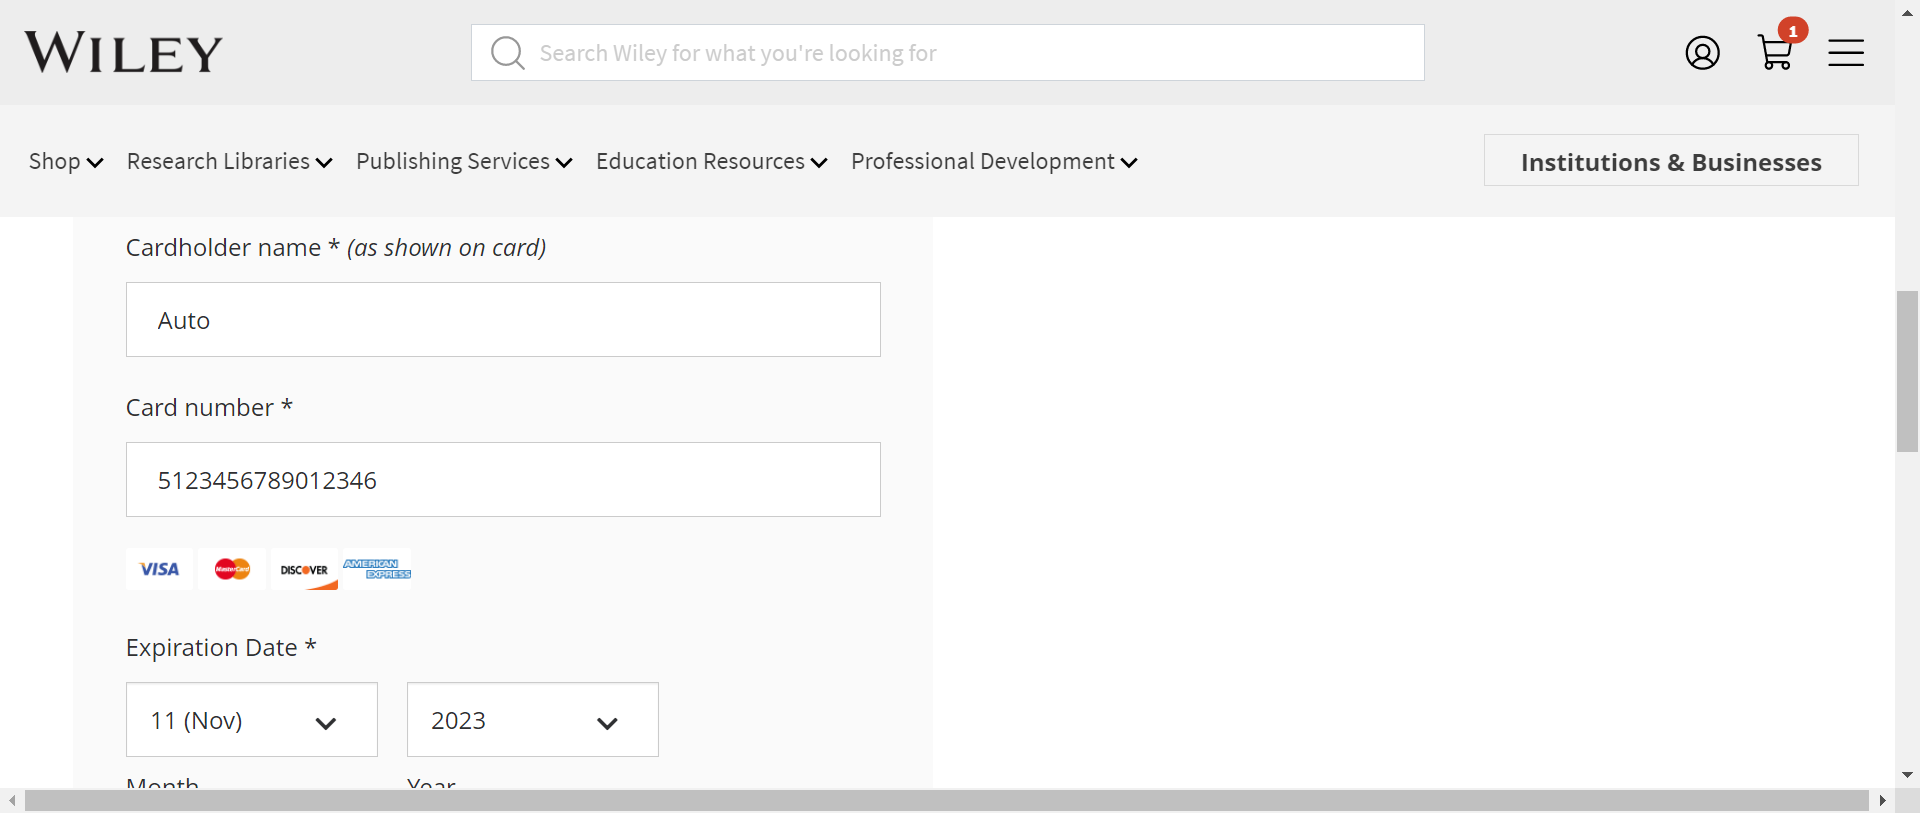 WILEY
Search Wiley for what you're looking for
1
Shop Research Libraries Publishing Services Education Resources Professional Development
Institutions & Businesses
Cardholder name * (as shown on card)
Auto
Card number *
5123456789012346
VISA MasterCard DISCOVER AMERICAN EXPRESS
Expiration Date *
11 (Nov) 2023
Month Year